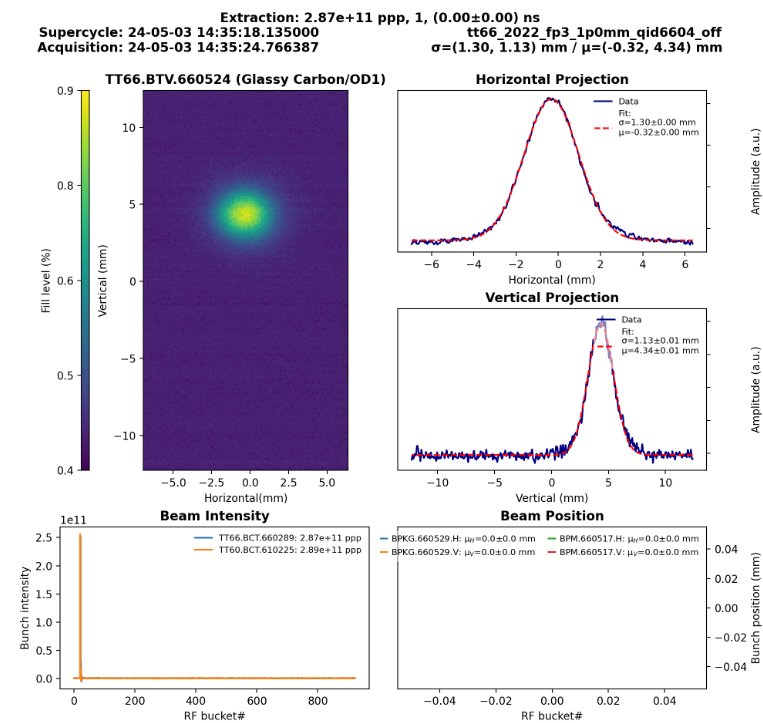 Extraction: 2.87e+11 ppp, 1, (0.00±0.00) ns
Supercycle: 24-05-03 14:35:18.135000
tt66_2022_fp3_1p0mm_qid6604_off
Acquisition: 24-05-03 14:35:24.766387
σ=(1.30, 1.13) mm / μ=(-0.32, 4.34) mm
TT66.BTV.660524 (Glassy Carbon/OD1)
0.9
0.8
0.6
0.5
0.4
Fill level (%)
10
5
0
−5
−10
Vertical (mm)
−5.0
−2.5
0.0
2.5
5.0
Horizontal(mm)
Horizontal Projection
Data
Fit:
σ=1.30±0.00 mm
μ=-0.32±0.00 mm
Amplitude (a.u.)
−6
−4
−2
0
2
4
6
Horizontal (mm)
Vertical Projection
Data
Fit:
σ=1.13±0.01 mm
μ=4.34±0.01 mm
Amplitude (a.u.)
−10
−5
0
5
10
Vertical (mm)
Beam Intensity
1e11
TT66.BCT.660289: 2.87e+11 ppp
TT60.BCT.610225: 2.89e+11 ppp
2.5
2.0
1.5
1.0
0.5
0.0
Bunch intensity
0
200
400
600
800
RF bucket#
Beam Position
BPKG.660529.H: μH=0.0±0.0 mm
BPKG.660529.V: μV=0.0±0.0 mm
BPM.660517.H: μH=0.0±0.0 mm
BPM.660517.V: μV=0.0±0.0 mm
0.04
0.02
0.00
−0.02
−0.04
Bunch position (mm)
−0.04
−0.02
0.00
0.02
0.04
RF bucket#